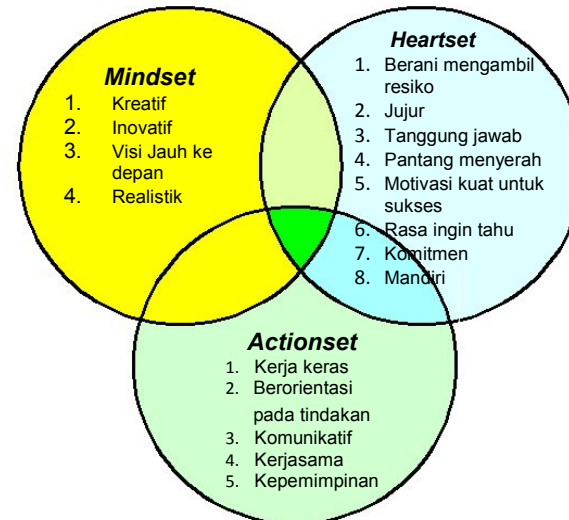 Mindset
1. Kreatif
2. Inovatif
3. Visi Jauh ke
depan
4. Realistik
Heartset
1. Berani mengambil
resiko
2. Jujur
3. Tanggung jawab
4. Pantang menyerah
5. Motivasi kuat untuk
sukses
6. Rasa ingin tahu
7. Komitmen
8. Mandiri
Actionset
1. Kerja keras
2. Berorientasi
pada tindakan
3. Komunikatif
4. Kerjasama
5. Kepemimpinan